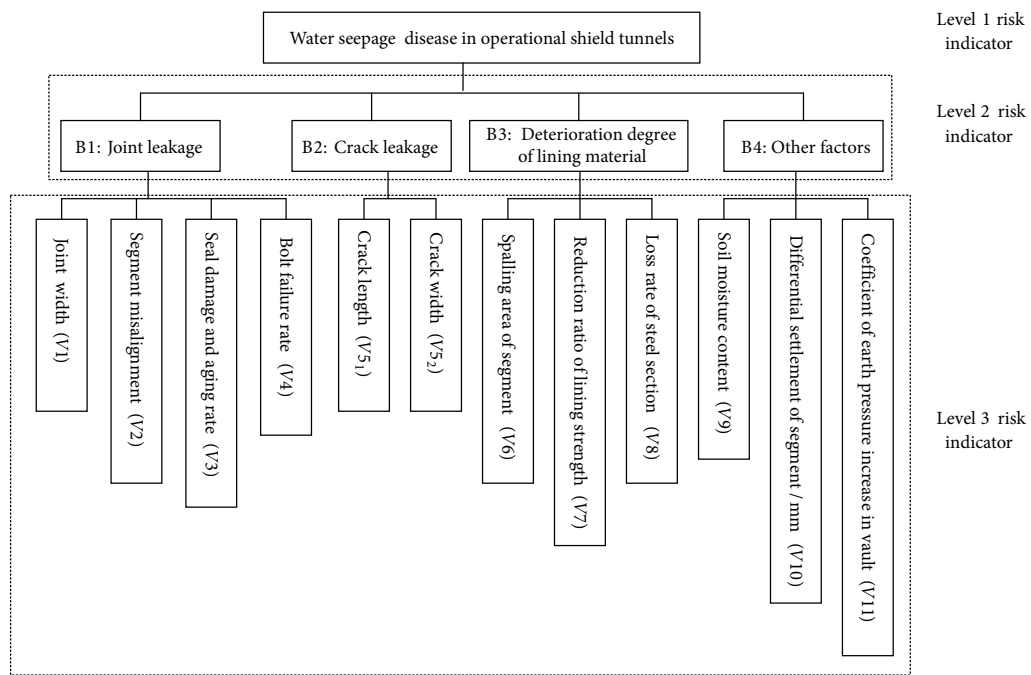 Water seepage disease in operational shield tunnels
Level 1 risk
indicator
B1: Joint leakage
B2: Crack leakage
B3: Deterioration degree
of lining material
B4: Other factors
Level 2 risk
indicator
Joint width (V1)
Segment misalignment (V2)
Seal damage and aging rate (V3)
Bolt failure rate (V4)
Crack length (V5₁)
Crack width (V5₂)
Spalling area of segment (V6)
Reduction ratio of lining strength (V7)
Loss rate of steel section (V8)
Soil moisture content (V9)
Differential settlement of segment / mm (V10)
Coefficient of earth pressure increase in vault (V11)
Level 3 risk
indicator